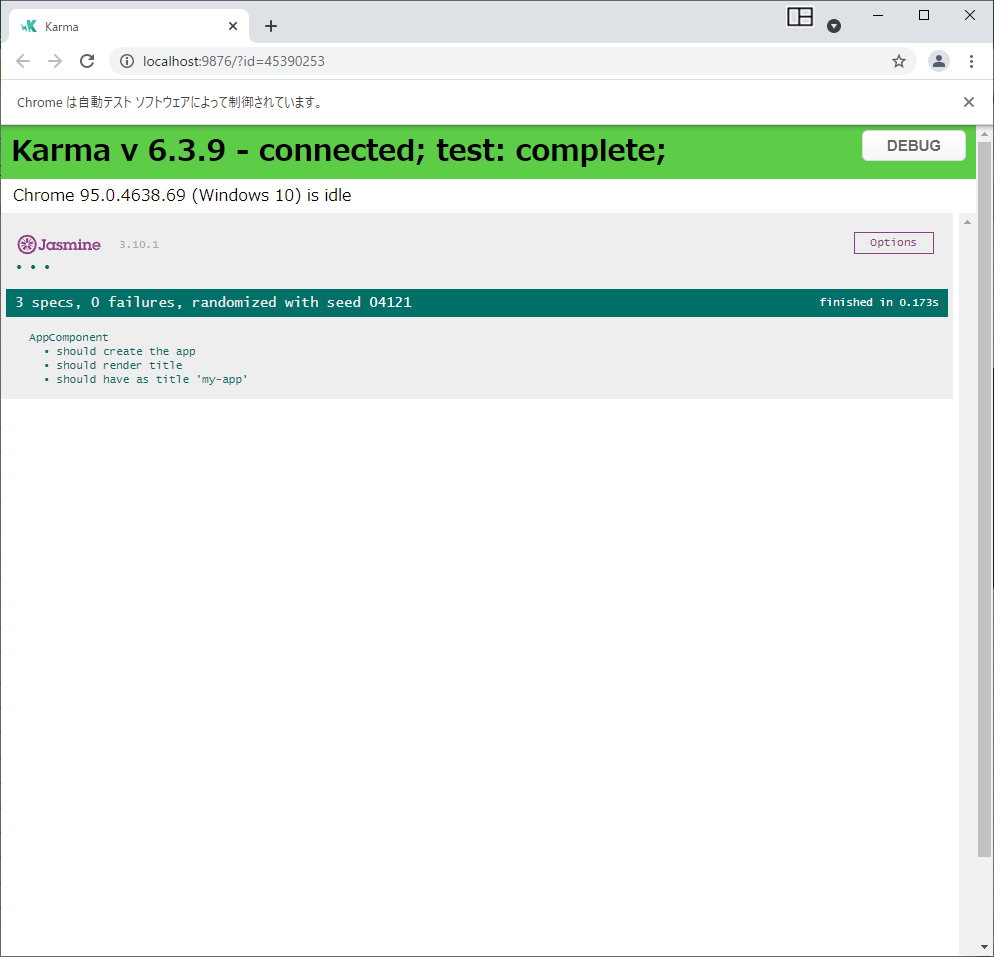 Karma
localhost:9876/?id=45390253
Chrome は自動テスト ソフトウェアによって制御されています。
Karma v 6.3.9 - connected; test: complete;
DEBUG
Chrome 95.0.4638.69 (Windows 10) is idle
Jasmine 3.10.1
Options
• • •
3 specs, 0 failures, randomized with seed 04121
finished in 0.173s
AppComponent
• should create the app
• should render title
• should have as title 'my-app'